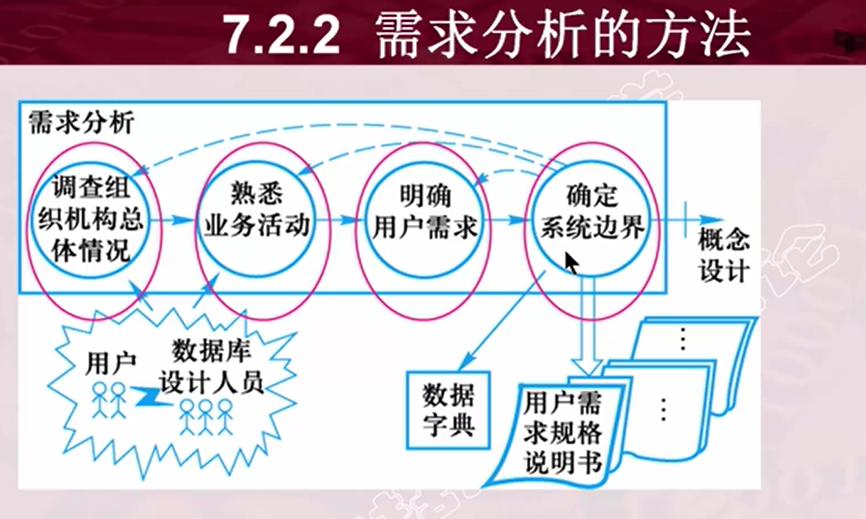 7.2.2 需求分析的方法
需求分析
调查组
织机构总
体情况
熟悉
业务活动
明确
用户需求
确定
系统边界
概念
设计
用户
数据库
设计人员
数据
字典
用户需
求规格
说明书
⋮
⋮